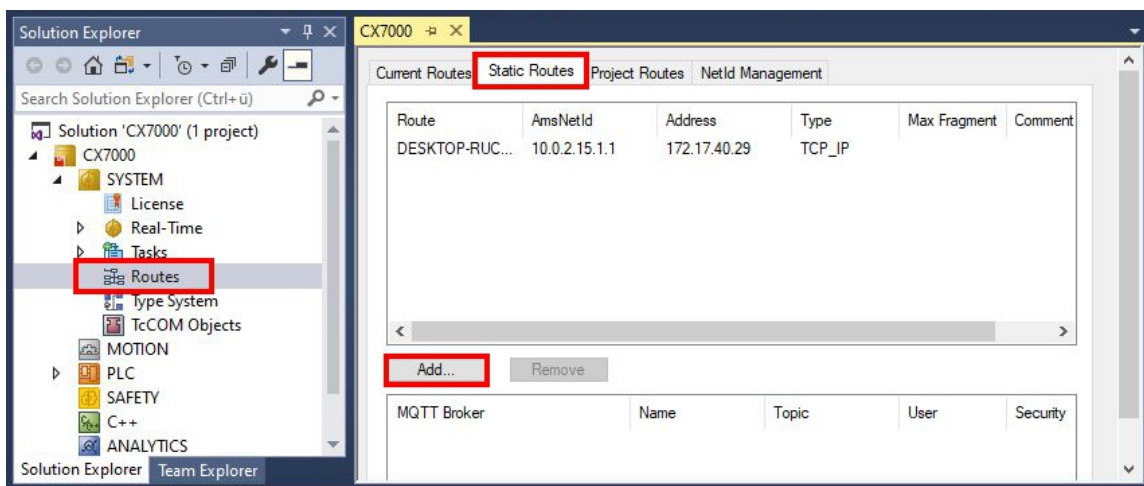 Solution Explorer
Search Solution Explorer (Ctrl+ü)
Solution 'CX7000' (1 project)
CX7000
SYSTEM
License
Real-Time
Tasks
Routes
Type System
TcCOM Objects
MOTION
PLC
SAFETY
C++
ANALYTICS
Solution Explorer Team Explorer
CX7000
Current Routes Static Routes Project Routes NetId Management
Route AmsNetId Address Type Max Fragment Comment
DESKTOP-RUC... 10.0.2.15.1.1 172.17.40.29 TCP_IP
Add... Remove
MQTT Broker Name Topic User Security